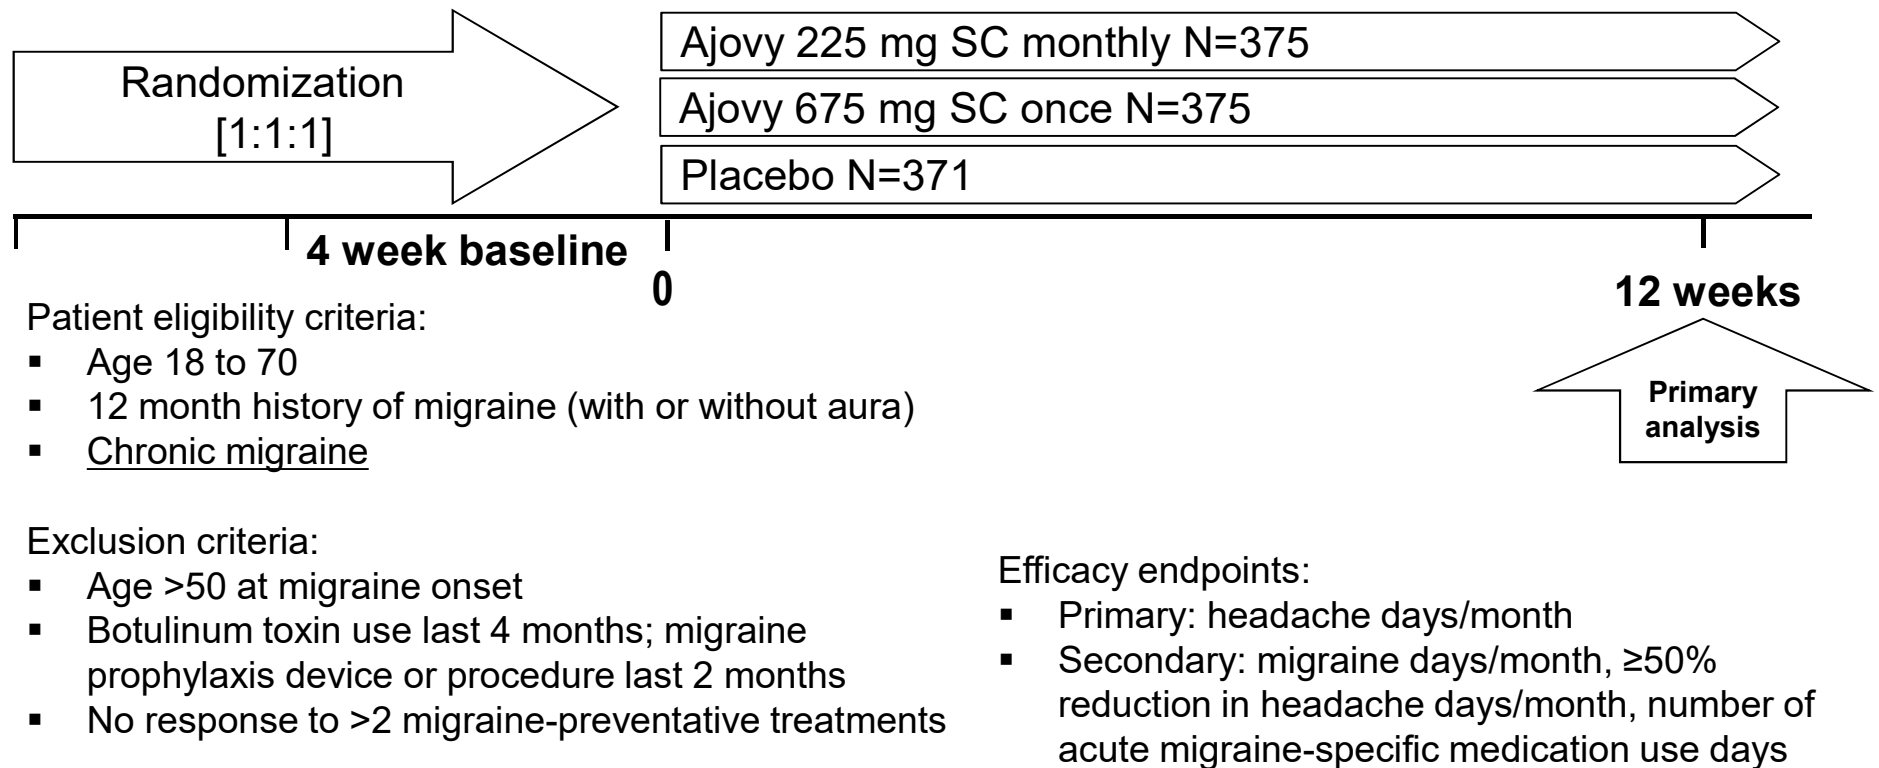 Randomization
[1:1:1]
Ajovy 225 mg SC monthly N=375
Ajovy 675 mg SC once N=375
Placebo N=371
4 week baseline
0
12 weeks
Primary
analysis
Patient eligibility criteria:
▪ Age 18 to 70
▪ 12 month history of migraine (with or without aura)
▪ Chronic migraine
Exclusion criteria:
▪ Age >50 at migraine onset
▪ Botulinum toxin use last 4 months; migraine
prophylaxis device or procedure last 2 months
▪ No response to >2 migraine-preventative treatments
Efficacy endpoints:
▪ Primary: headache days/month
▪ Secondary: migraine days/month, ≥50%
reduction in headache days/month, number of
acute migraine-specific medication use days